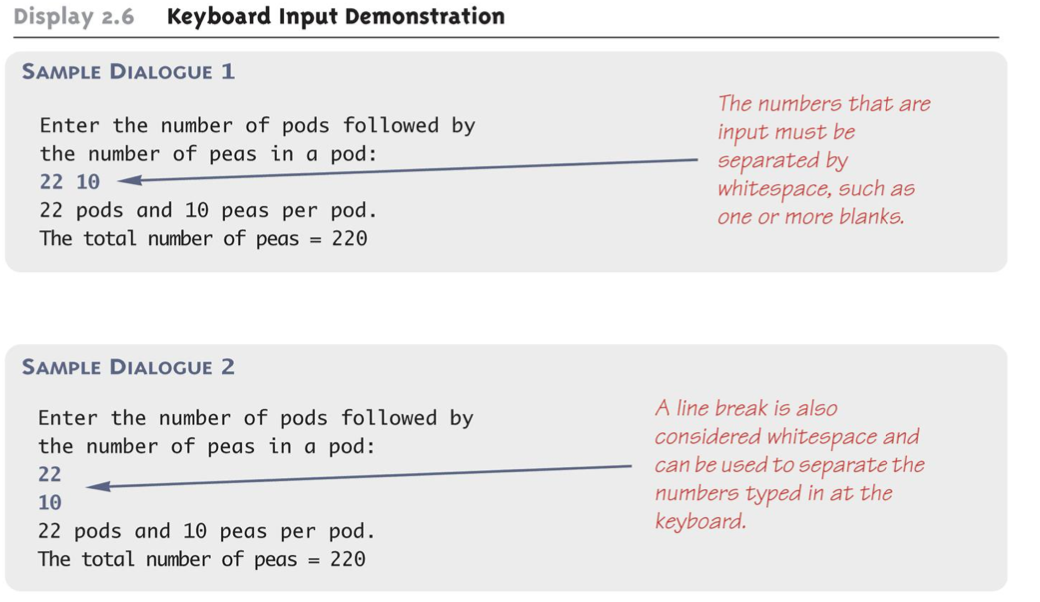 Display 2.6 Keyboard Input Demonstration
SAMPLE DIALOGUE 1
Enter the number of pods followed by
the number of peas in a pod:
22 10
22 pods and 10 peas per pod.
The total number of peas = 220
The numbers that are
input must be
separated by
whitespace, such as
one or more blanks.
SAMPLE DIALOGUE 2
Enter the number of pods followed by
the number of peas in a pod:
22
10
22 pods and 10 peas per pod.
The total number of peas = 220
A line break is also
considered whitespace and
can be used to separate the
numbers typed in at the
keyboard.